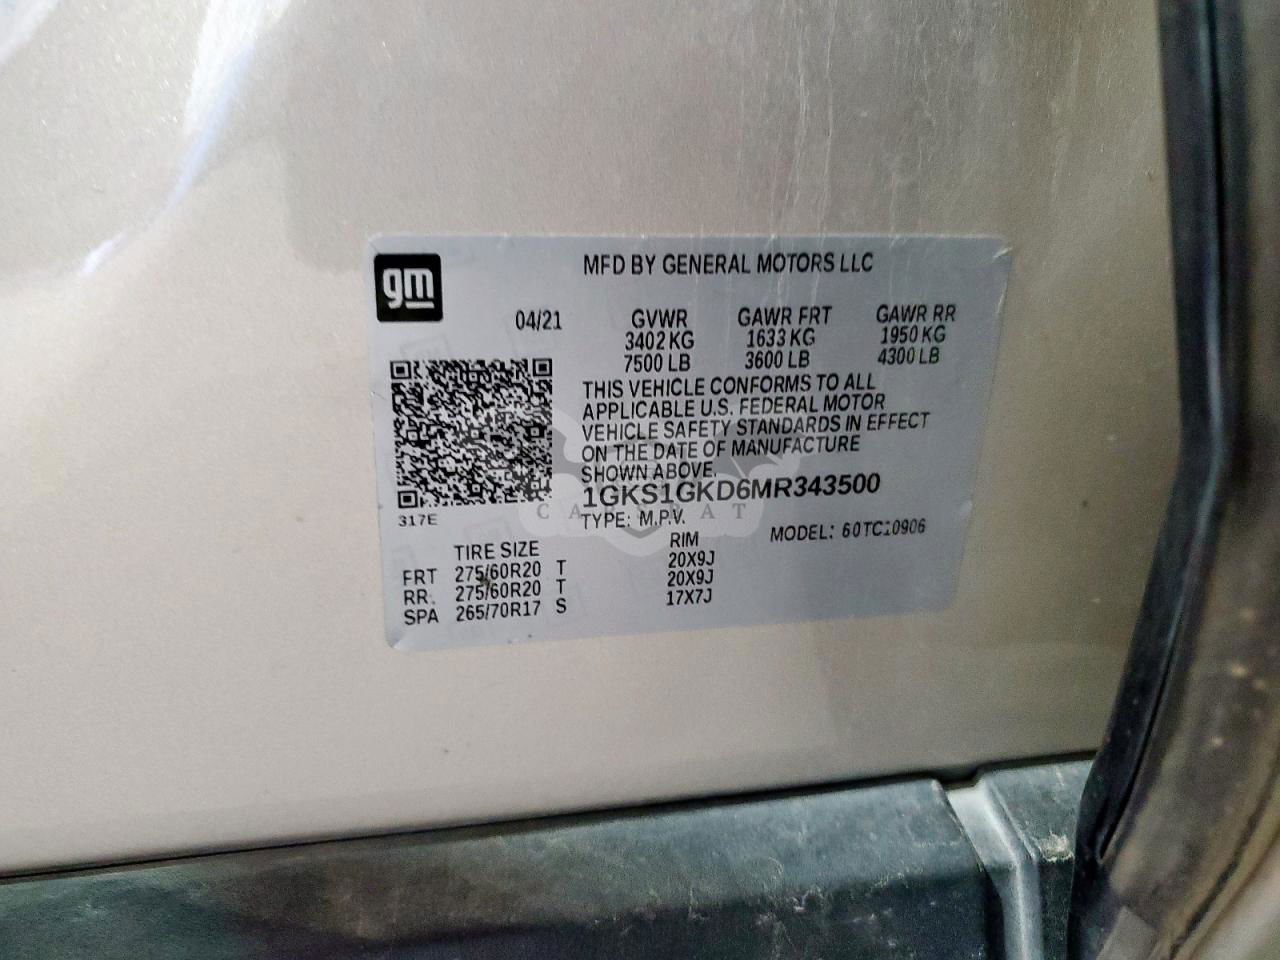 gm
MFD BY GENERAL MOTORS LLC
04/21 GVWR GAWR FRT GAWR RR
3402 KG 1633 KG 1950 KG
7500 LB 3600 LB 4300 LB
THIS VEHICLE CONFORMS TO ALL
APPLICABLE U.S. FEDERAL MOTOR
VEHICLE SAFETY STANDARDS IN EFFECT
ON THE DATE OF MANUFACTURE
SHOWN ABOVE.
1GKS1GKD6MR343500
317E
TYPE: M.P.V. MODEL: 60TC10906
TIRE SIZE RIM
FRT 275/60R20 T 20X9J
RR. 275/60R20 T 20X9J
SPA 265/70R17 S 17X7J